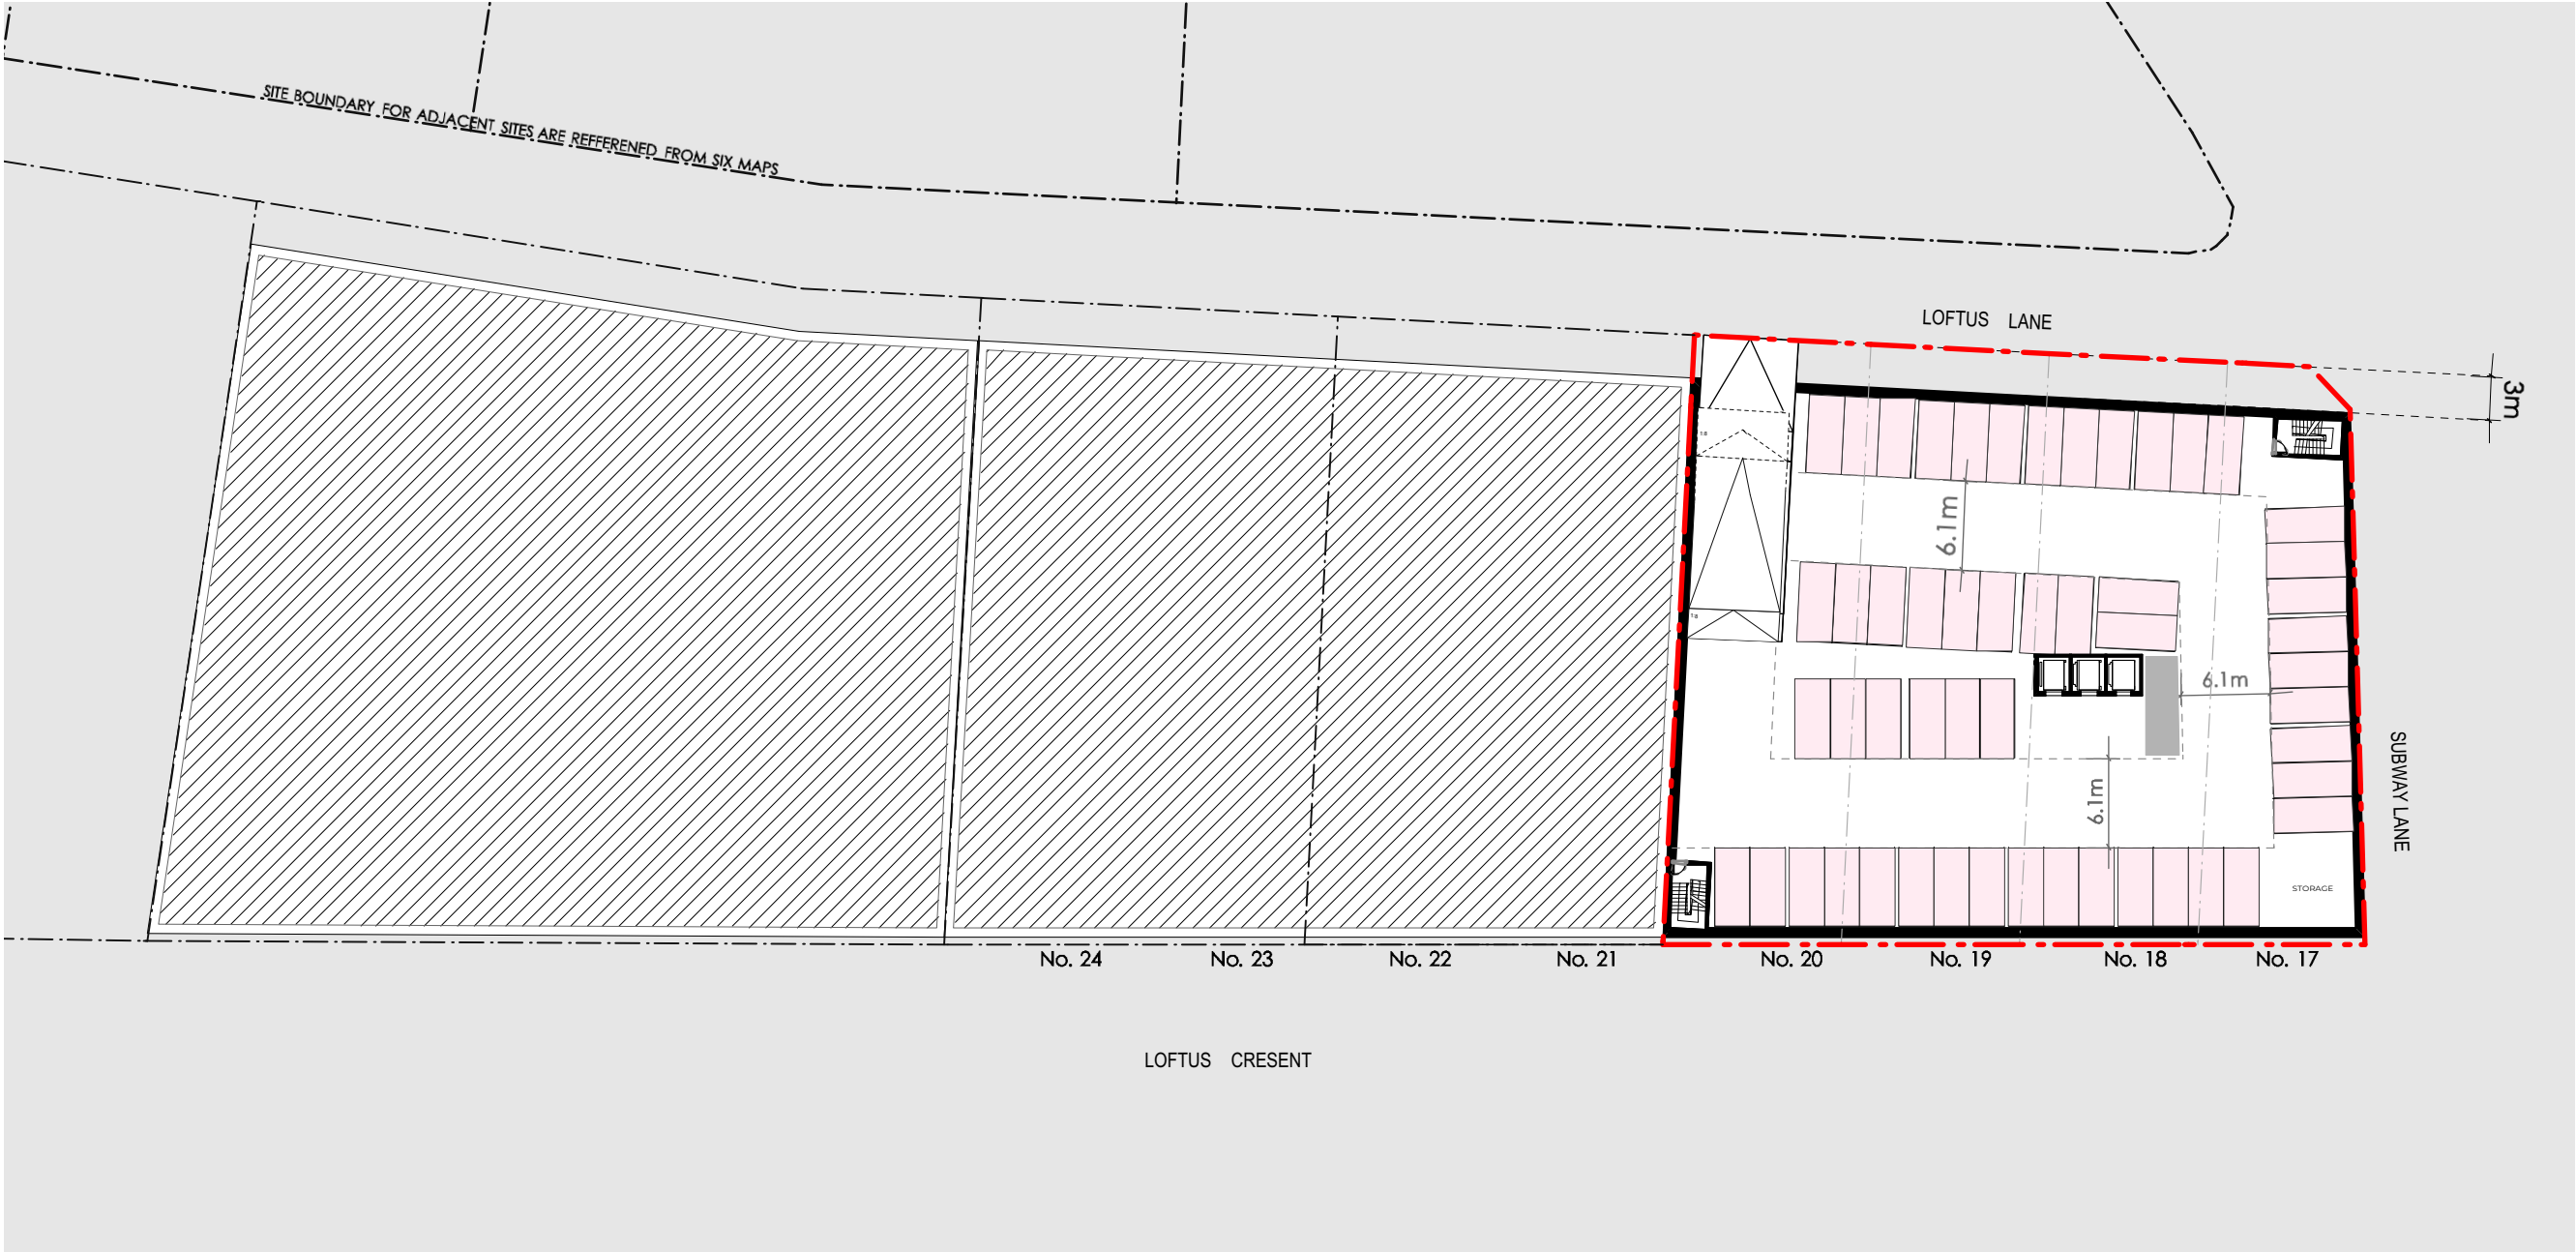 SITE BOUNDARY FOR ADJACENT SITES ARE REFFERENED FROM SIX MAPS
LOFTUS LANE
3m
6.1m
6.1m
6.1m
SUBWAY LANE
STORAGE
No. 24
No. 23
No. 22
No. 21
No. 20
No. 19
No. 18
No. 17
LOFTUS CRESENT